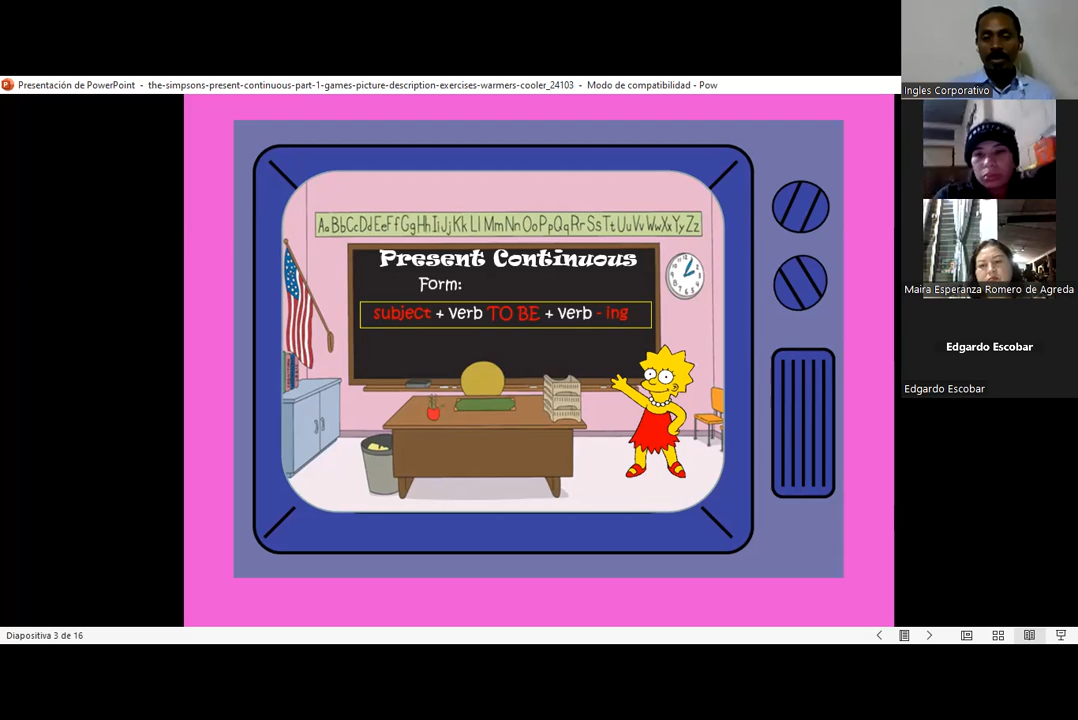 Presentación de PowerPoint - the-simpsons-present-continuous-part-1-games-picture-description-exercises-warmers-cooler_24103 - Modo de compatibilidad - Pow
Ingles Corporativo
AaBbCcDdEeFfGgHhIiJjKkLlMmNnOoPpQqRrSsTtUuVvWwXxYyZz
Present Continuous
Form:
subject + verb TO BE + verb - ing
Maira Esperanza Romero de Agreda
Edgardo Escobar
Edgardo Escobar
Diapositiva 3 de 16